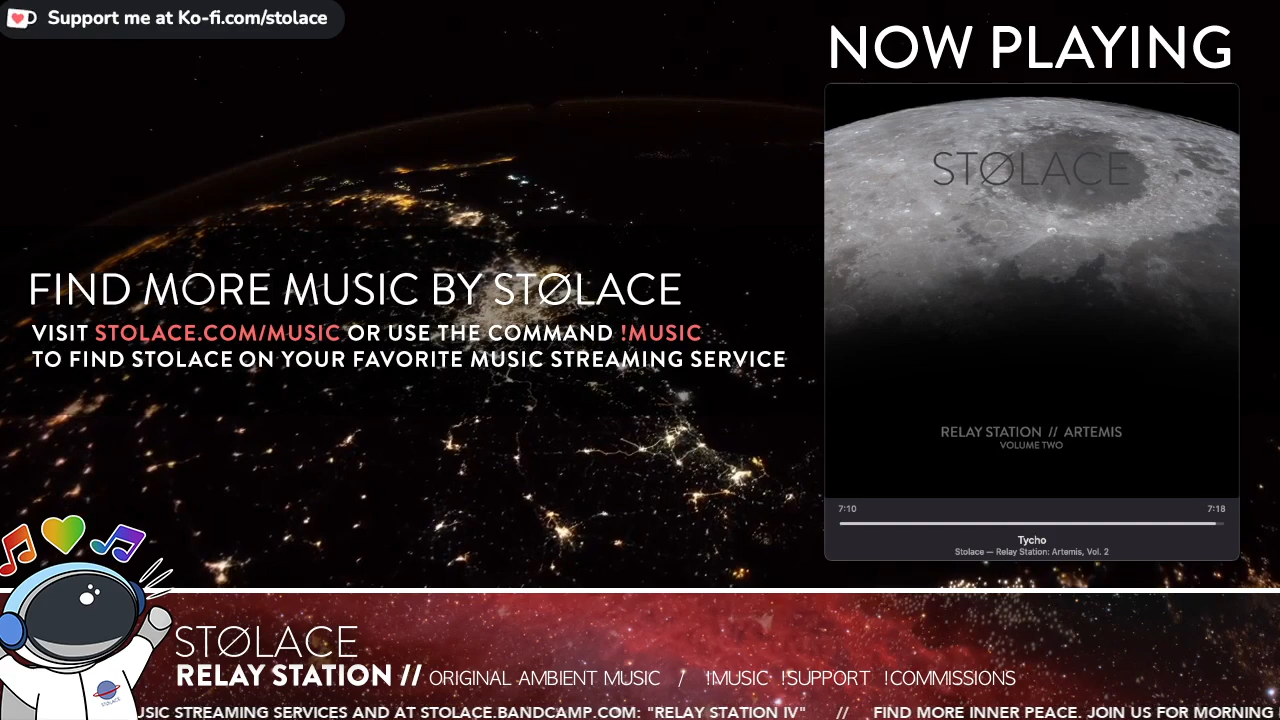 Support me at Ko-fi.com/stolace
NOW PLAYING
STØLACE
FIND MORE MUSIC BY STØLACE
VISIT STOLACE.COM/MUSIC OR USE THE COMMAND !MUSIC
TO FIND STOLACE ON YOUR FAVORITE MUSIC STREAMING SERVICE
RELAY STATION // ARTEMIS
VOLUME TWO
7:10 7:18
Tycho
Stolace — Relay Station: Artemis, Vol. 2
STØLACE
RELAY STATION // ORIGINAL AMBIENT MUSIC / !MUSIC !SUPPORT !COMMISSIONS
STØLACE
USIC STREAMING SERVICES AND AT STOLACE.BANDCAMP.COM: "RELAY STATION IV" // FIND MORE INNER PEACE. JOIN US FOR MORNING